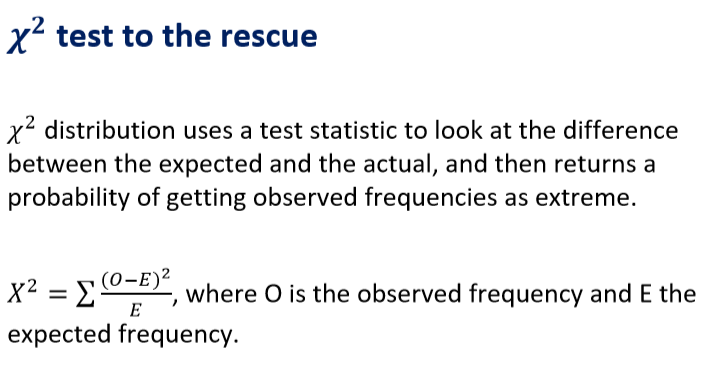 χ² test to the rescue
χ² distribution uses a test statistic to look at the difference
between the expected and the actual, and then returns a
probability of getting observed frequencies as extreme.
X² = ∑ (O−E)²/E, where O is the observed frequency and E the
expected frequency.